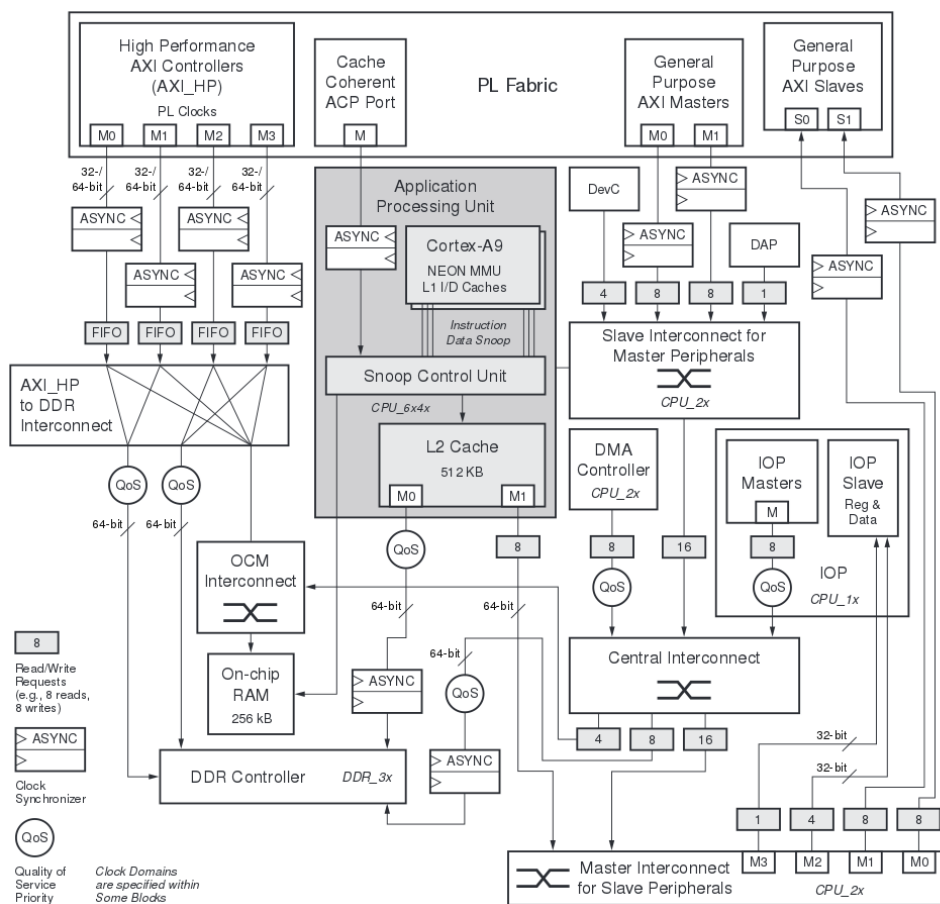 High Performance
AXI Controllers
(AXI_HP)
PL Clocks
M0
M1
M2
M3
Cache
Coherent
ACP Port
M
PL Fabric
General
Purpose
AXI Masters
M0
M1
General
Purpose
AXI Slaves
S0
S1
32-/
64-bit
32-/
64-bit
32-/
64-bit
32-/
64-bit
ASYNC
ASYNC
ASYNC
ASYNC
FIFO
FIFO
FIFO
FIFO
Application
Processing Unit
ASYNC
Cortex-A9
NEON MMU
L1 I/D Caches
Instruction
Data Snoop
Snoop Control Unit
CPU_6x4x
L2 Cache
512 KB
M0
M1
DevC
ASYNC
ASYNC
DAP
ASYNC
ASYNC
4
8
8
1
Slave Interconnect for
Master Peripherals
CPU_2x
AXI_HP
to DDR
Interconnect
QoS
QoS
64-bit
64-bit
DMA
Controller
CPU_2x
IOP
Masters
M
IOP
Slave
Reg &
Data
QoS
8
8
16
8
QoS
QoS
IOP
CPU_1x
OCM
Interconnect
64-bit
64-bit
64-bit
On-chip
RAM
256 kB
ASYNC
QoS
Central Interconnect
4
8
16
DDR Controller
DDR_3x
ASYNC
32-bit
32-bit
1
4
8
8
M3
M2
M1
M0
Master Interconnect
for Slave Peripherals
CPU_2x
8
Read/Write
Requests
(e.g., 8 reads,
8 writes)
ASYNC
Clock
Synchronizer
QoS
Quality of
Service
Priority
Clock Domains
are specified within
Some Blocks